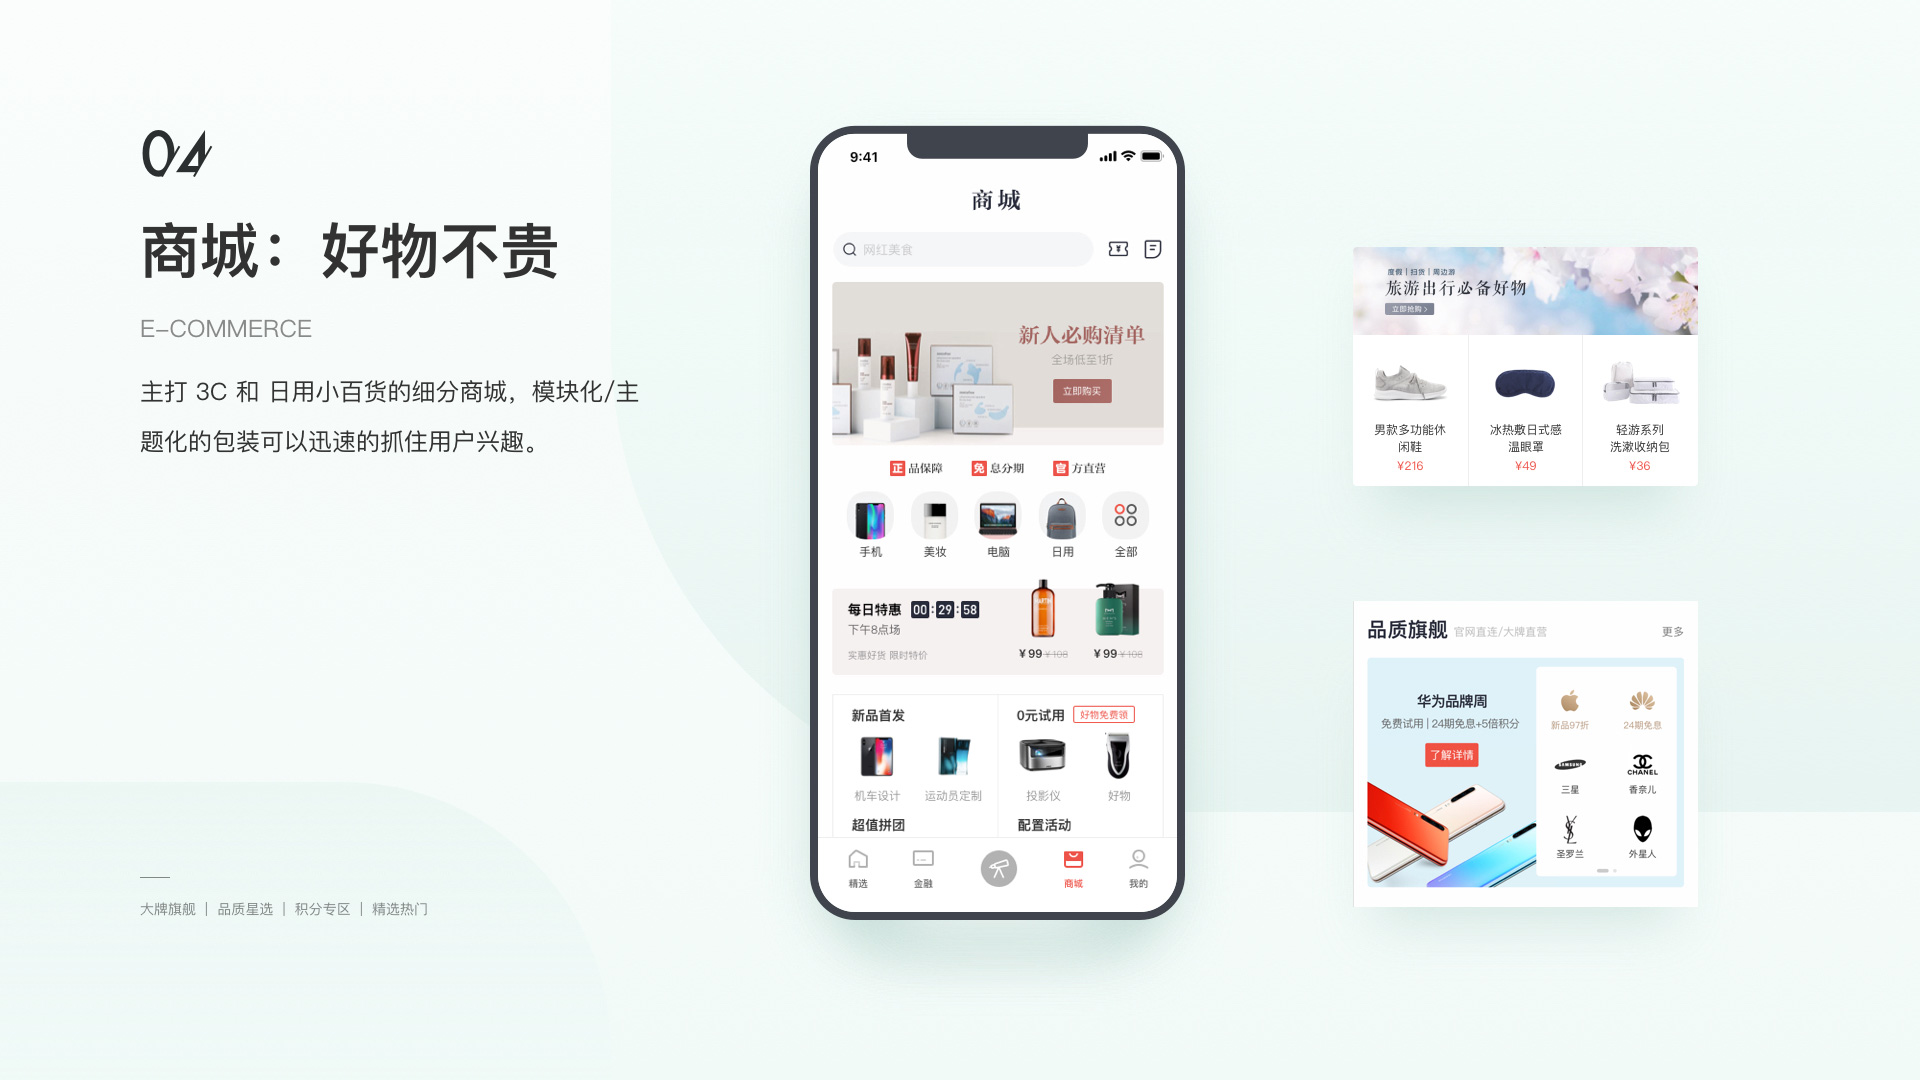 04
商城：好物不贵
E-COMMERCE
主打 3C 和 日用小百货的细分商城，模块化/主
题化的包装可以迅速的抓住用户兴趣。
大牌旗舰 | 品质星选 | 积分专区 | 精选热门
9:41
商城
网红美食
新人必购清单
全场低至1折
立即购买
正品保障 免息分期 官方直营
手机 美妆 电脑 日用 全部
每日特惠 00:29:58
下午8点场
实惠好货 限时特价
¥99 ¥108 ¥99 ¥108
新品首发
0元试用 好物免费领
机车设计 运动员定制 投影仪 好物
超值拼团 配置活动
精选 金融 商城 我的
度假 | 扫货 | 周边游
旅游出行必备好物
立即抢购 >
男款多功能休闲鞋
¥216
冰热敷日式感温眼罩
¥49
轻游系列洗漱收纳包
¥36
品质旗舰 官网直连/大牌直营 更多
华为品牌周
免费试用 | 24期免息+5倍积分
了解详情
新品97折 24期免息
SAMSUNG
三星
CHANEL
香奈儿
圣罗兰 外星人